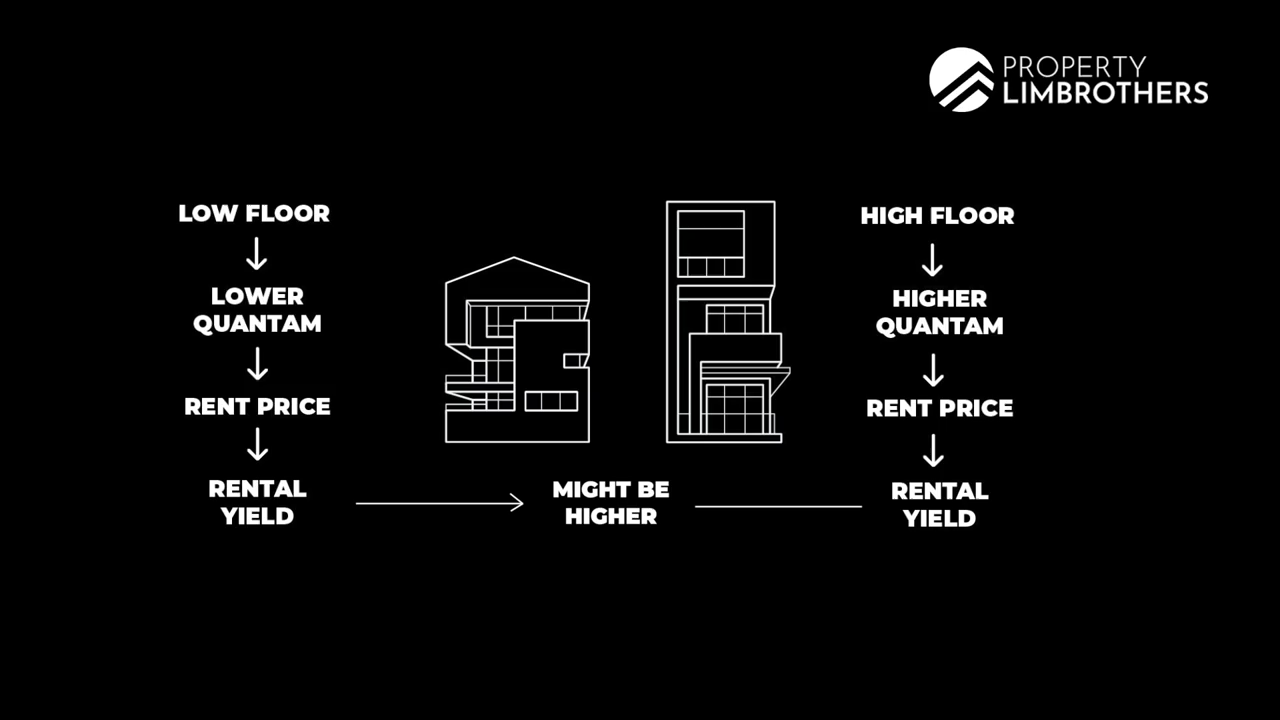 PROPERTY
LIMBROTHERS
LOW FLOOR
LOWER
QUANTAM
RENT PRICE
RENTAL
YIELD
MIGHT BE
HIGHER
HIGH FLOOR
HIGHER
QUANTAM
RENT PRICE
RENTAL
YIELD